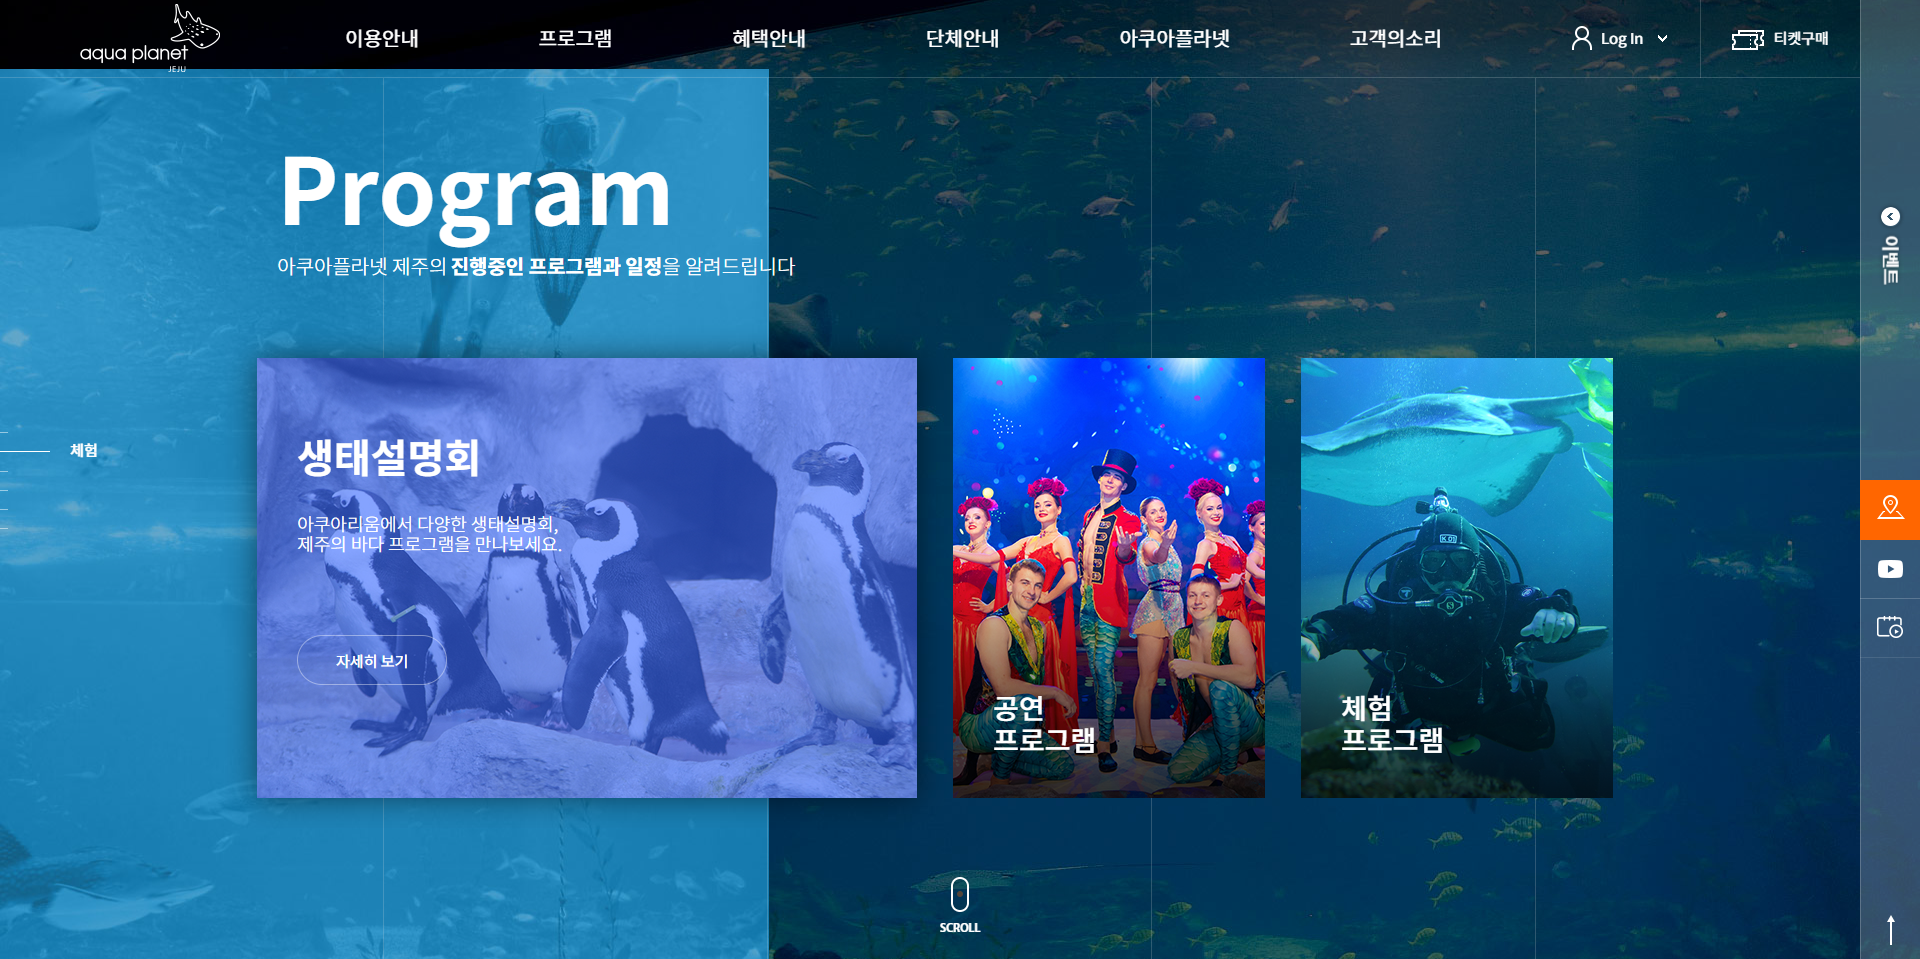 aqua planet
JEJU
이용안내
프로그램
혜택안내
단체안내
아쿠아플라넷
고객의소리
Log In
티켓구매
이벤트
Program
아쿠아플라넷 제주의 진행중인 프로그램과 일정을 알려드립니다
체험
생태설명회
아쿠아리움에서 다양한 생태설명회,
제주의 바다 프로그램을 만나보세요.
자세히 보기
공연
프로그램
체험
프로그램
SCROLL